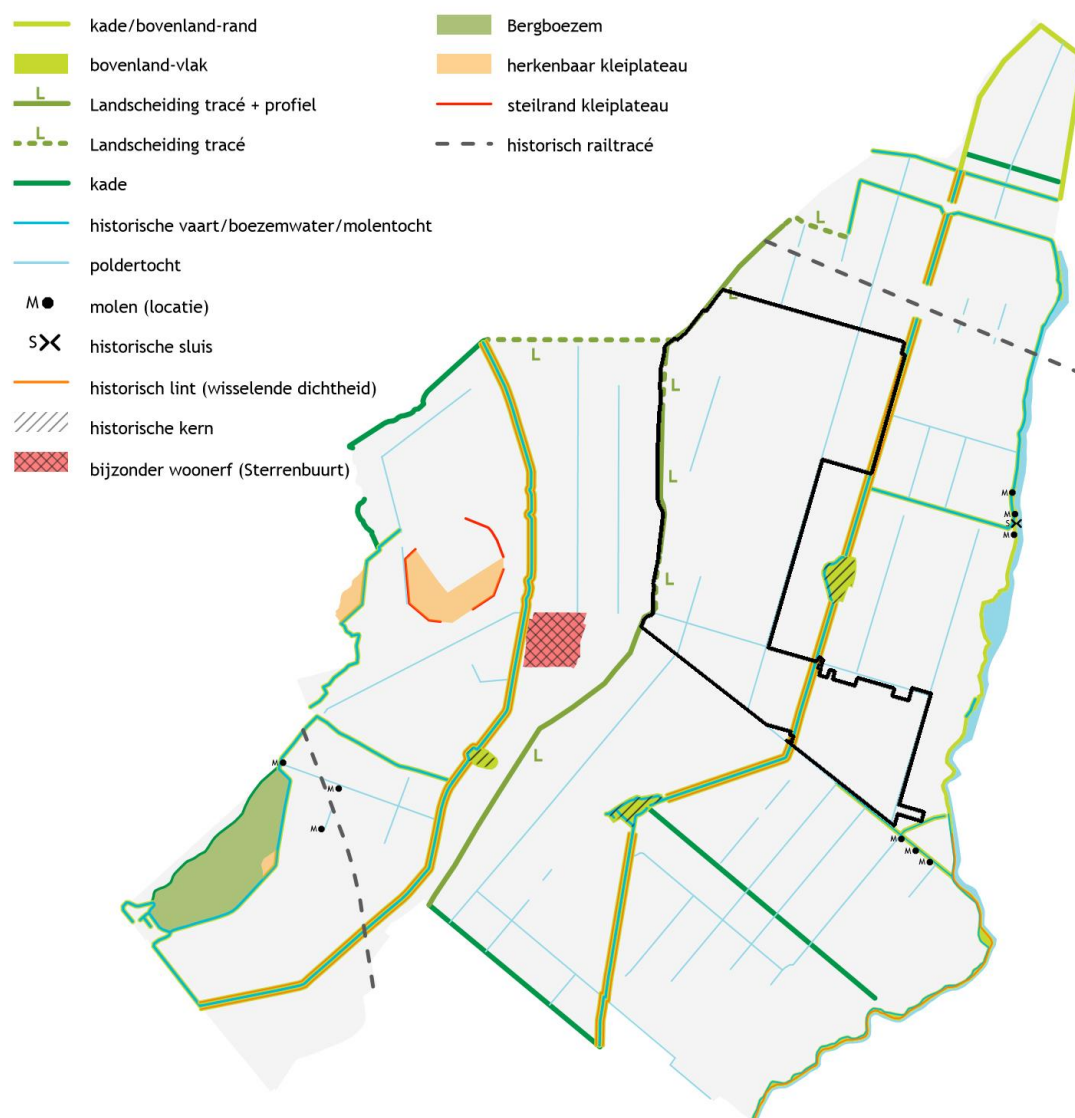 kade/bovenland-rand
bovenland-vlak
L
Landscheiding tracé + profiel
L
Landscheiding tracé
kade
historische vaart/boezemwater/molentocht
poldertocht
M
molen (locatie)
S
historische sluis
historisch lint (wisselende dichtheid)
historische kern
bijzonder woonerf (Sterrenbuurt)
Bergboezem
herkenbaar kleiplateau
steilrand kleiplateau
historisch railtracé
L
L
L
L
L
L
L
M
M
S
M
M
M
M
M
M
M